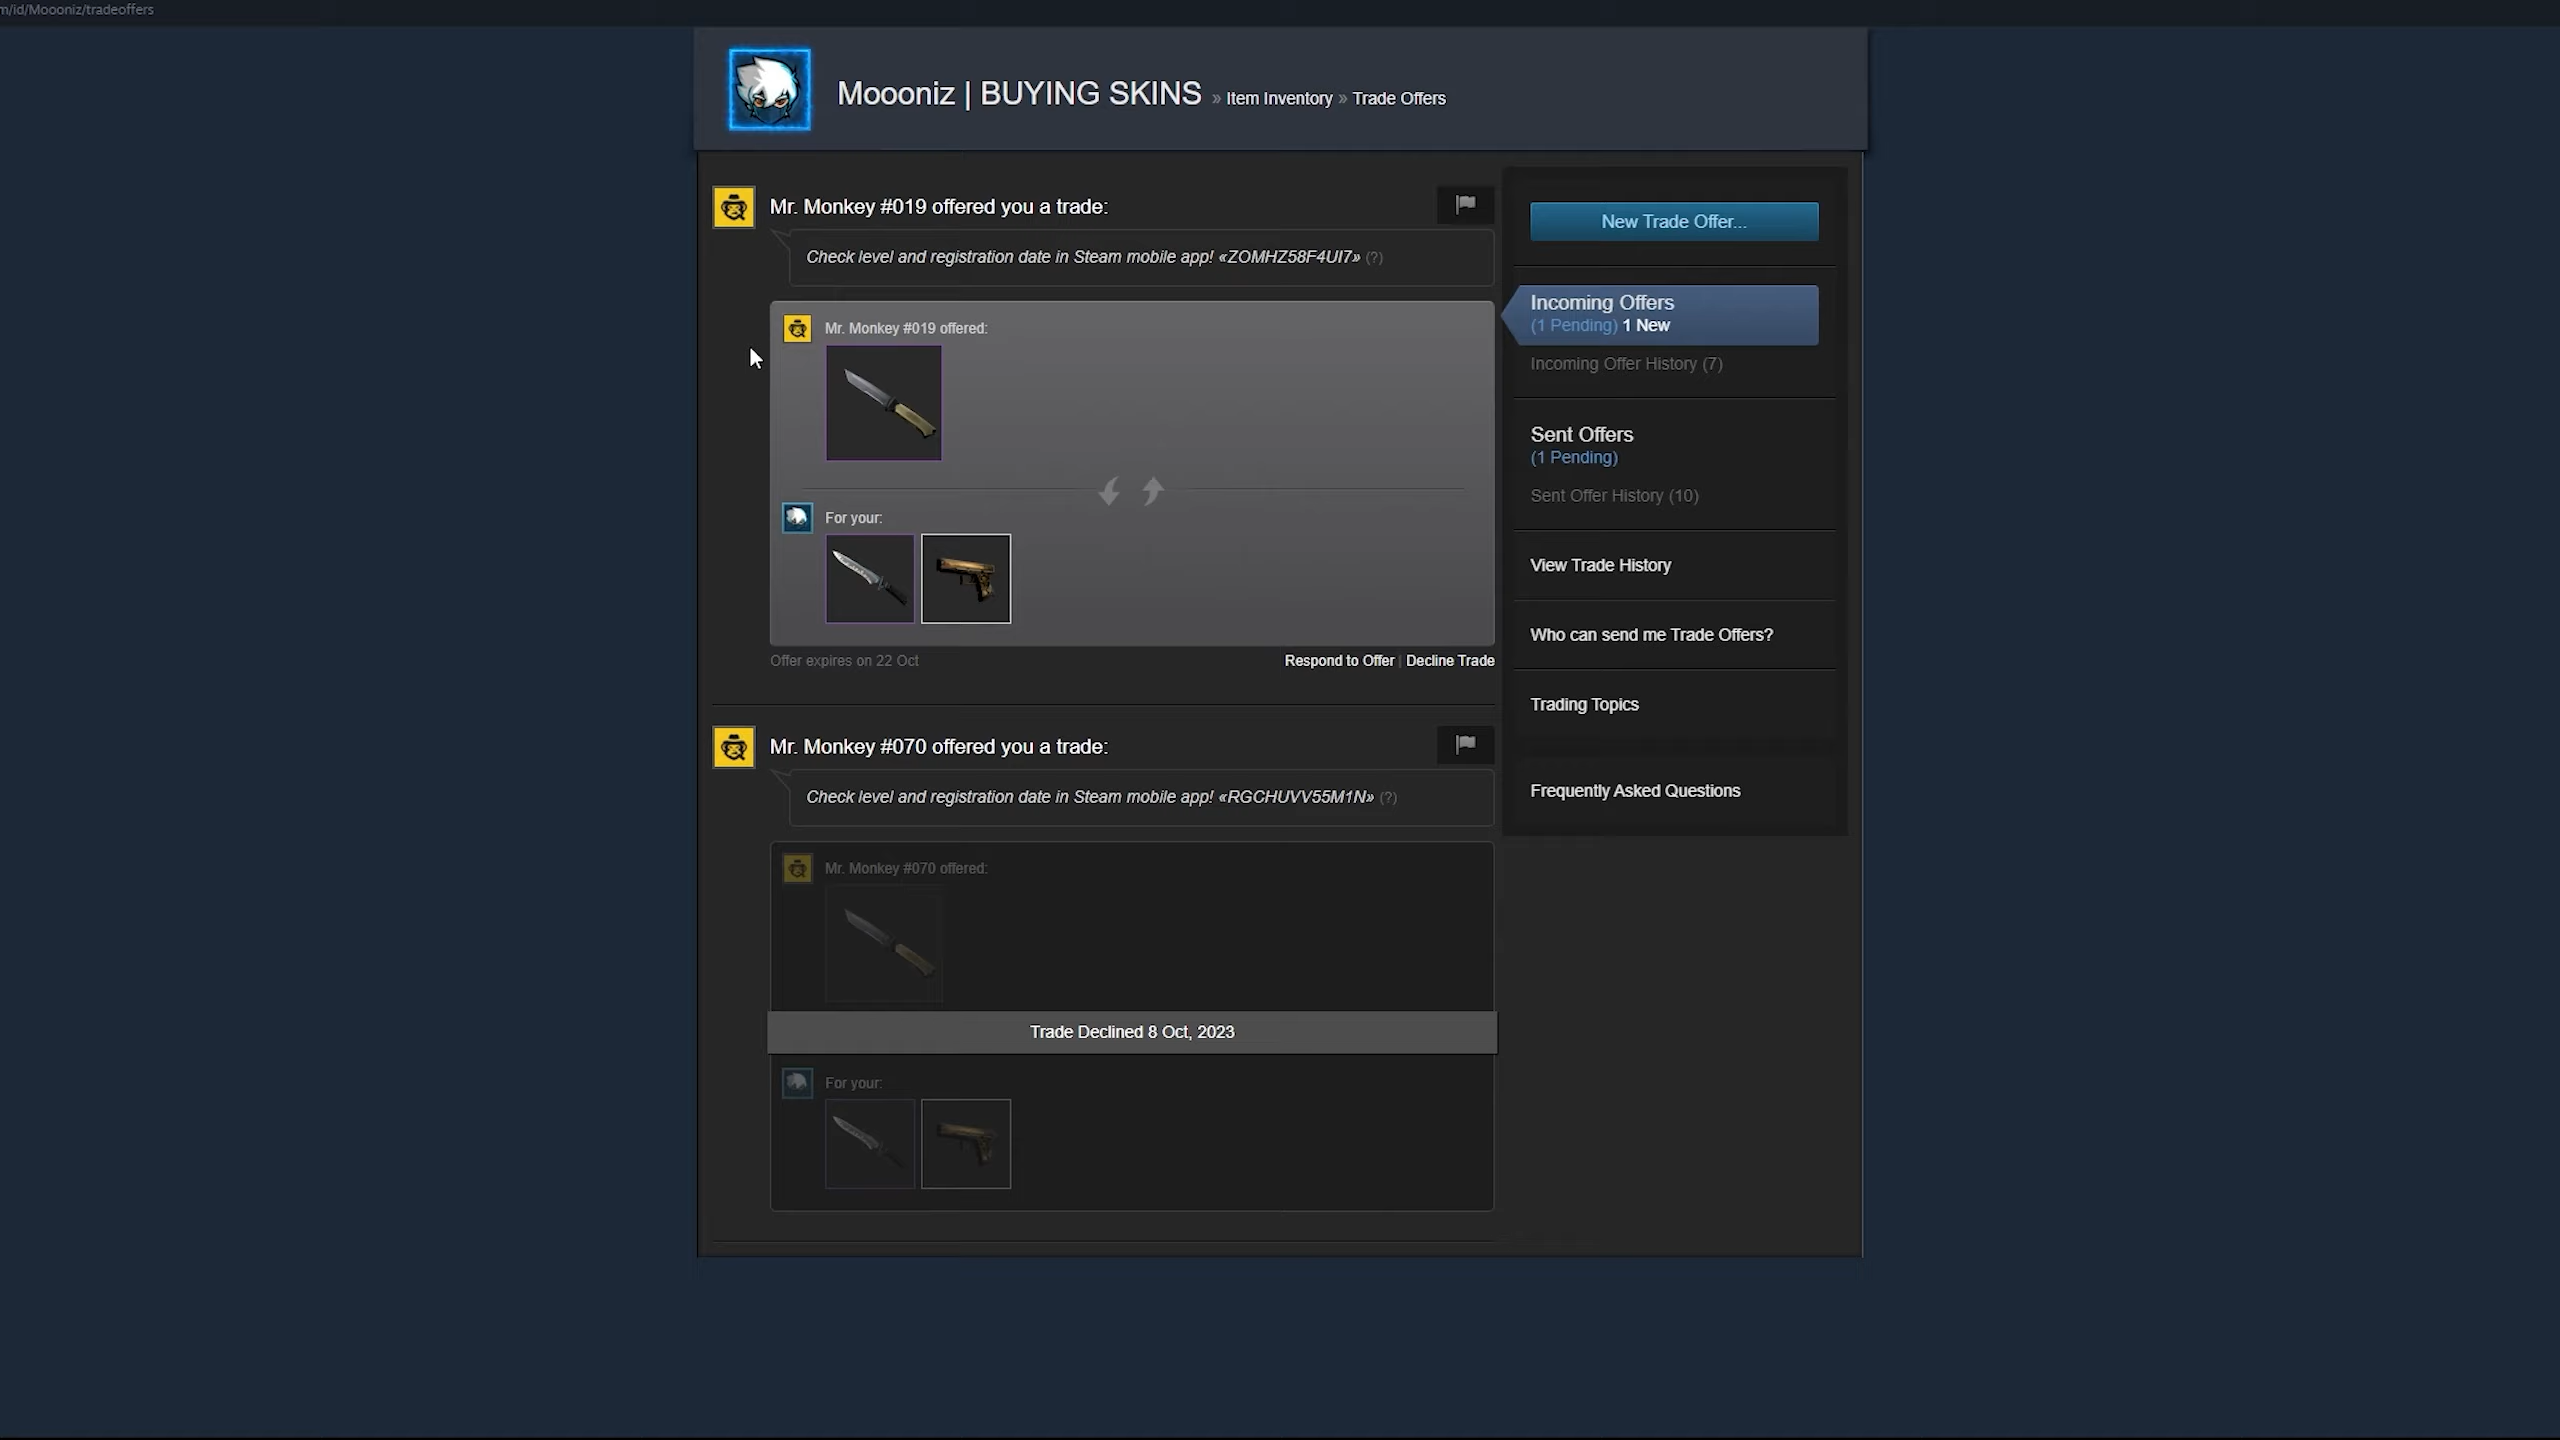 m/id/Moooniz/tradeoffers
Moooniz | BUYING SKINS » Item Inventory » Trade Offers
Mr. Monkey #019 offered you a trade:
Check level and registration date in Steam mobile app! «ZOMHZ58F4UI7» (?)
Mr. Monkey #019 offered:
For your:
Offer expires on 22 Oct
Respond to Offer | Decline Trade
Mr. Monkey #070 offered you a trade:
Check level and registration date in Steam mobile app! «RGCHUVV55M1N» (?)
Mr. Monkey #070 offered:
Trade Declined 8 Oct, 2023
For your:
New Trade Offer...
Incoming Offers
(1 Pending) 1 New
Incoming Offer History (7)
Sent Offers
(1 Pending)
Sent Offer History (10)
View Trade History
Who can send me Trade Offers?
Trading Topics
Frequently Asked Questions